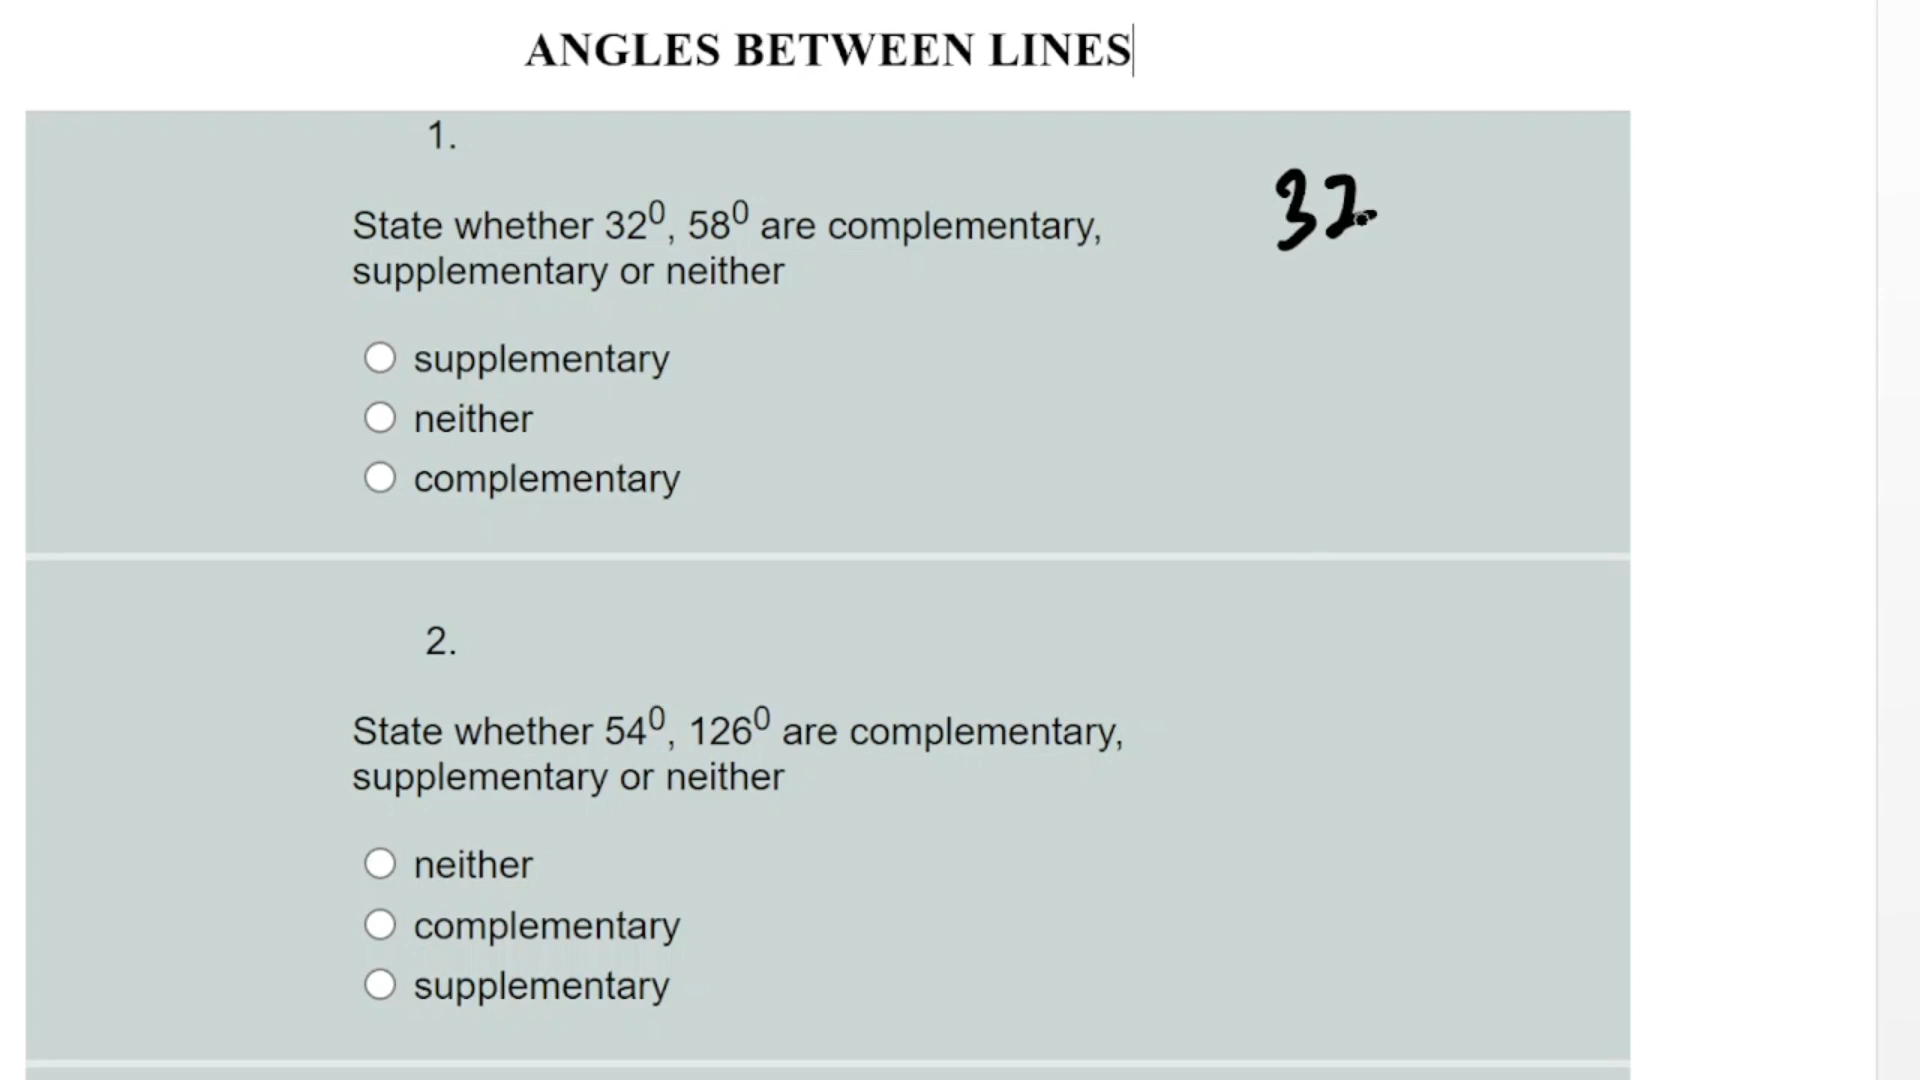 ANGLES BETWEEN LINES
1.
State whether 32⁰, 58⁰ are complementary,
supplementary or neither
32
supplementary
neither
complementary
2.
State whether 54⁰, 126⁰ are complementary,
supplementary or neither
neither
complementary
supplementary